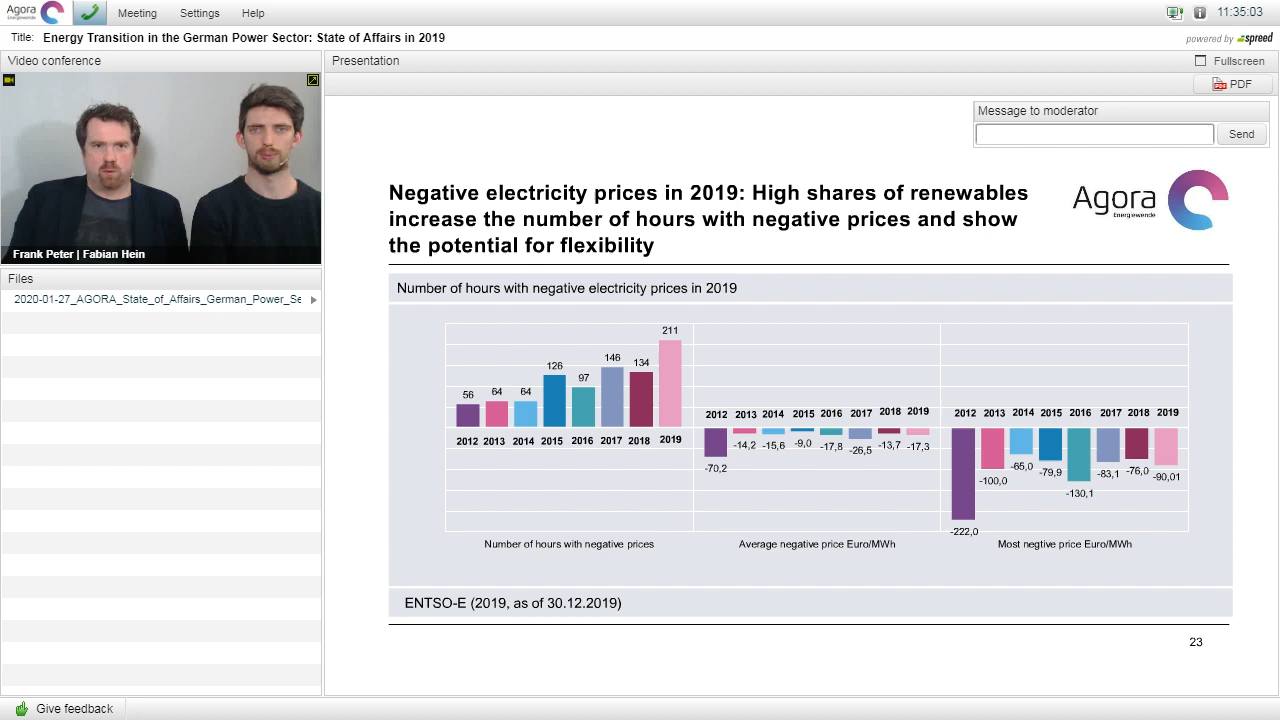 Agora
Energiewende
Meeting
Settings
Help
11:35:03
Title: Energy Transition in the German Power Sector: State of Affairs in 2019
powered by spreed
Video conference
Presentation
Fullscreen
PDF
Message to moderator
Send
Frank Peter | Fabian Hein
Files
2020-01-27_AGORA_State_of_Affairs_German_Power_Se
Negative electricity prices in 2019: High shares of renewables
increase the number of hours with negative prices and show
the potential for flexibility
Agora
Energiewende
Number of hours with negative electricity prices in 2019
56 64 64 126 97 146 134 211
2012 2013 2014 2015 2016 2017 2018 2019
Number of hours with negative prices
2012 2013 2014 2015 2016 2017 2018 2019
-70,2 -14,2 -15,6 -9,0 -17,8 -26,5 -13,7 -17,3
Average negative price Euro/MWh
2012 2013 2014 2015 2016 2017 2018 2019
-222,0 -100,0 -65,0 -79,9 -130,1 -83,1 -76,0 -90,01
Most negtive price Euro/MWh
ENTSO-E (2019, as of 30.12.2019)
23
Give feedback